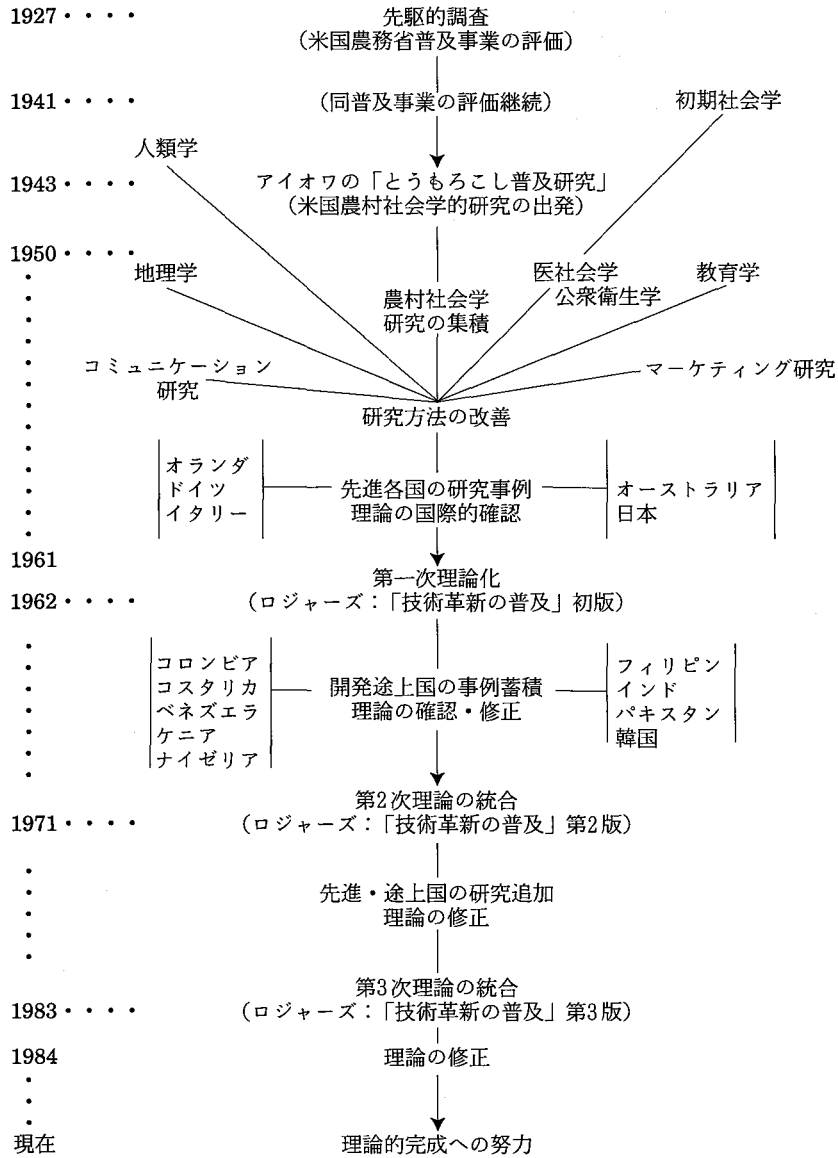 1927・・・・ 先駆的調査
（米国農務省普及事業の評価）
1941・・・・ （同普及事業の評価継続） 初期社会学
人類学
1943・・・・ アイオワの「とうもろこし普及研究」
（米国農村社会学的研究の出発）
1950・・・・
地理学 医社会学 教育学
公衆衛生学
農村社会学
研究の集積
コミュニケーション マーケティング研究
研究
研究方法の改善
オランダ
ドイツ 先進各国の研究事例 オーストラリア
イタリー 理論の国際的確認 日本
1961
第一次理論化
1962・・・・ （ロジャーズ：「技術革新の普及」初版）
コロンビア フィリピン
コスタリカ 開発途上国の事例蓄積 インド
ベネズエラ 理論の確認・修正 パキスタン
ケニア 韓国
ナイゼリア
第2次理論の統合
1971・・・・ （ロジャーズ：「技術革新の普及」第2版）
先進・途上国の研究追加
理論の修正
第3次理論の統合
1983・・・・ （ロジャーズ：「技術革新の普及」第3版）
1984 理論の修正
現在 理論的完成への努力